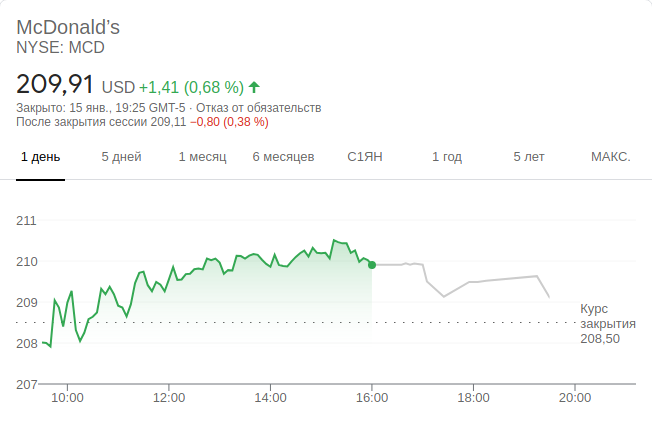 McDonald’s
NYSE: MCD
209,91 USD +1,41 (0,68 %)
Закрыто: 15 янв., 19:25 GMT-5 · Отказ от обязательств
После закрытия сессии 209,11 −0,80 (0,38 %)
1 день 5 дней 1 месяц 6 месяцев С1ЯН 1 год 5 лет МАКС.
211
210
209
Курс
закрытия
208,50
208
207
10:00 12:00 14:00 16:00 18:00 20:00